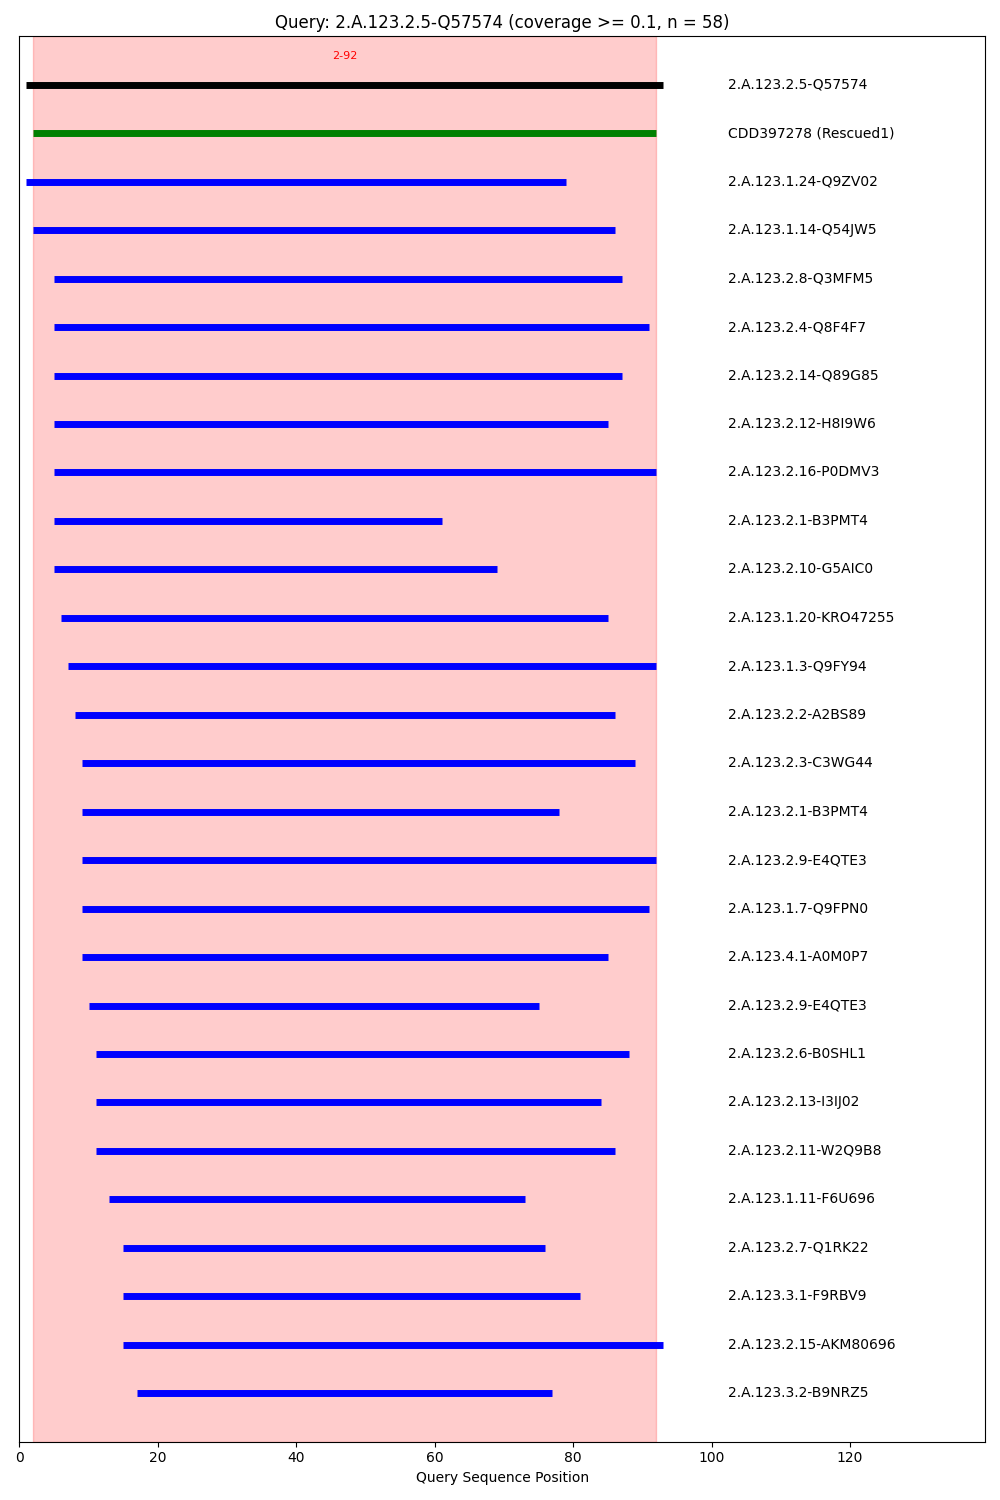 Query: 2.A.123.2.5-Q57574 (coverage >= 0.1, n = 58)
2-92
2.A.123.2.5-Q57574
CDD397278 (Rescued1)
2.A.123.1.24-Q9ZV02
2.A.123.1.14-Q54JW5
2.A.123.2.8-Q3MFM5
2.A.123.2.4-Q8F4F7
2.A.123.2.14-Q89G85
2.A.123.2.12-H8I9W6
2.A.123.2.16-P0DMV3
2.A.123.2.1-B3PMT4
2.A.123.2.10-G5AIC0
2.A.123.1.20-KRO47255
2.A.123.1.3-Q9FY94
2.A.123.2.2-A2BS89
2.A.123.2.3-C3WG44
2.A.123.2.1-B3PMT4
2.A.123.2.9-E4QTE3
2.A.123.1.7-Q9FPN0
2.A.123.4.1-A0M0P7
2.A.123.2.9-E4QTE3
2.A.123.2.6-B0SHL1
2.A.123.2.13-I3IJ02
2.A.123.2.11-W2Q9B8
2.A.123.1.11-F6U696
2.A.123.2.7-Q1RK22
2.A.123.3.1-F9RBV9
2.A.123.2.15-AKM80696
2.A.123.3.2-B9NRZ5
0 20 40 60 80 100 120
Query Sequence Position